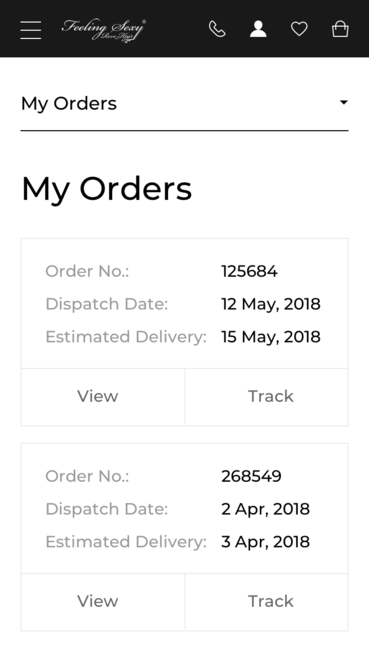 Feeling Sexy®
My Orders
My Orders
Order No.: 125684
Dispatch Date: 12 May, 2018
Estimated Delivery: 15 May, 2018
View Track
Order No.: 268549
Dispatch Date: 2 Apr, 2018
Estimated Delivery: 3 Apr, 2018
View Track